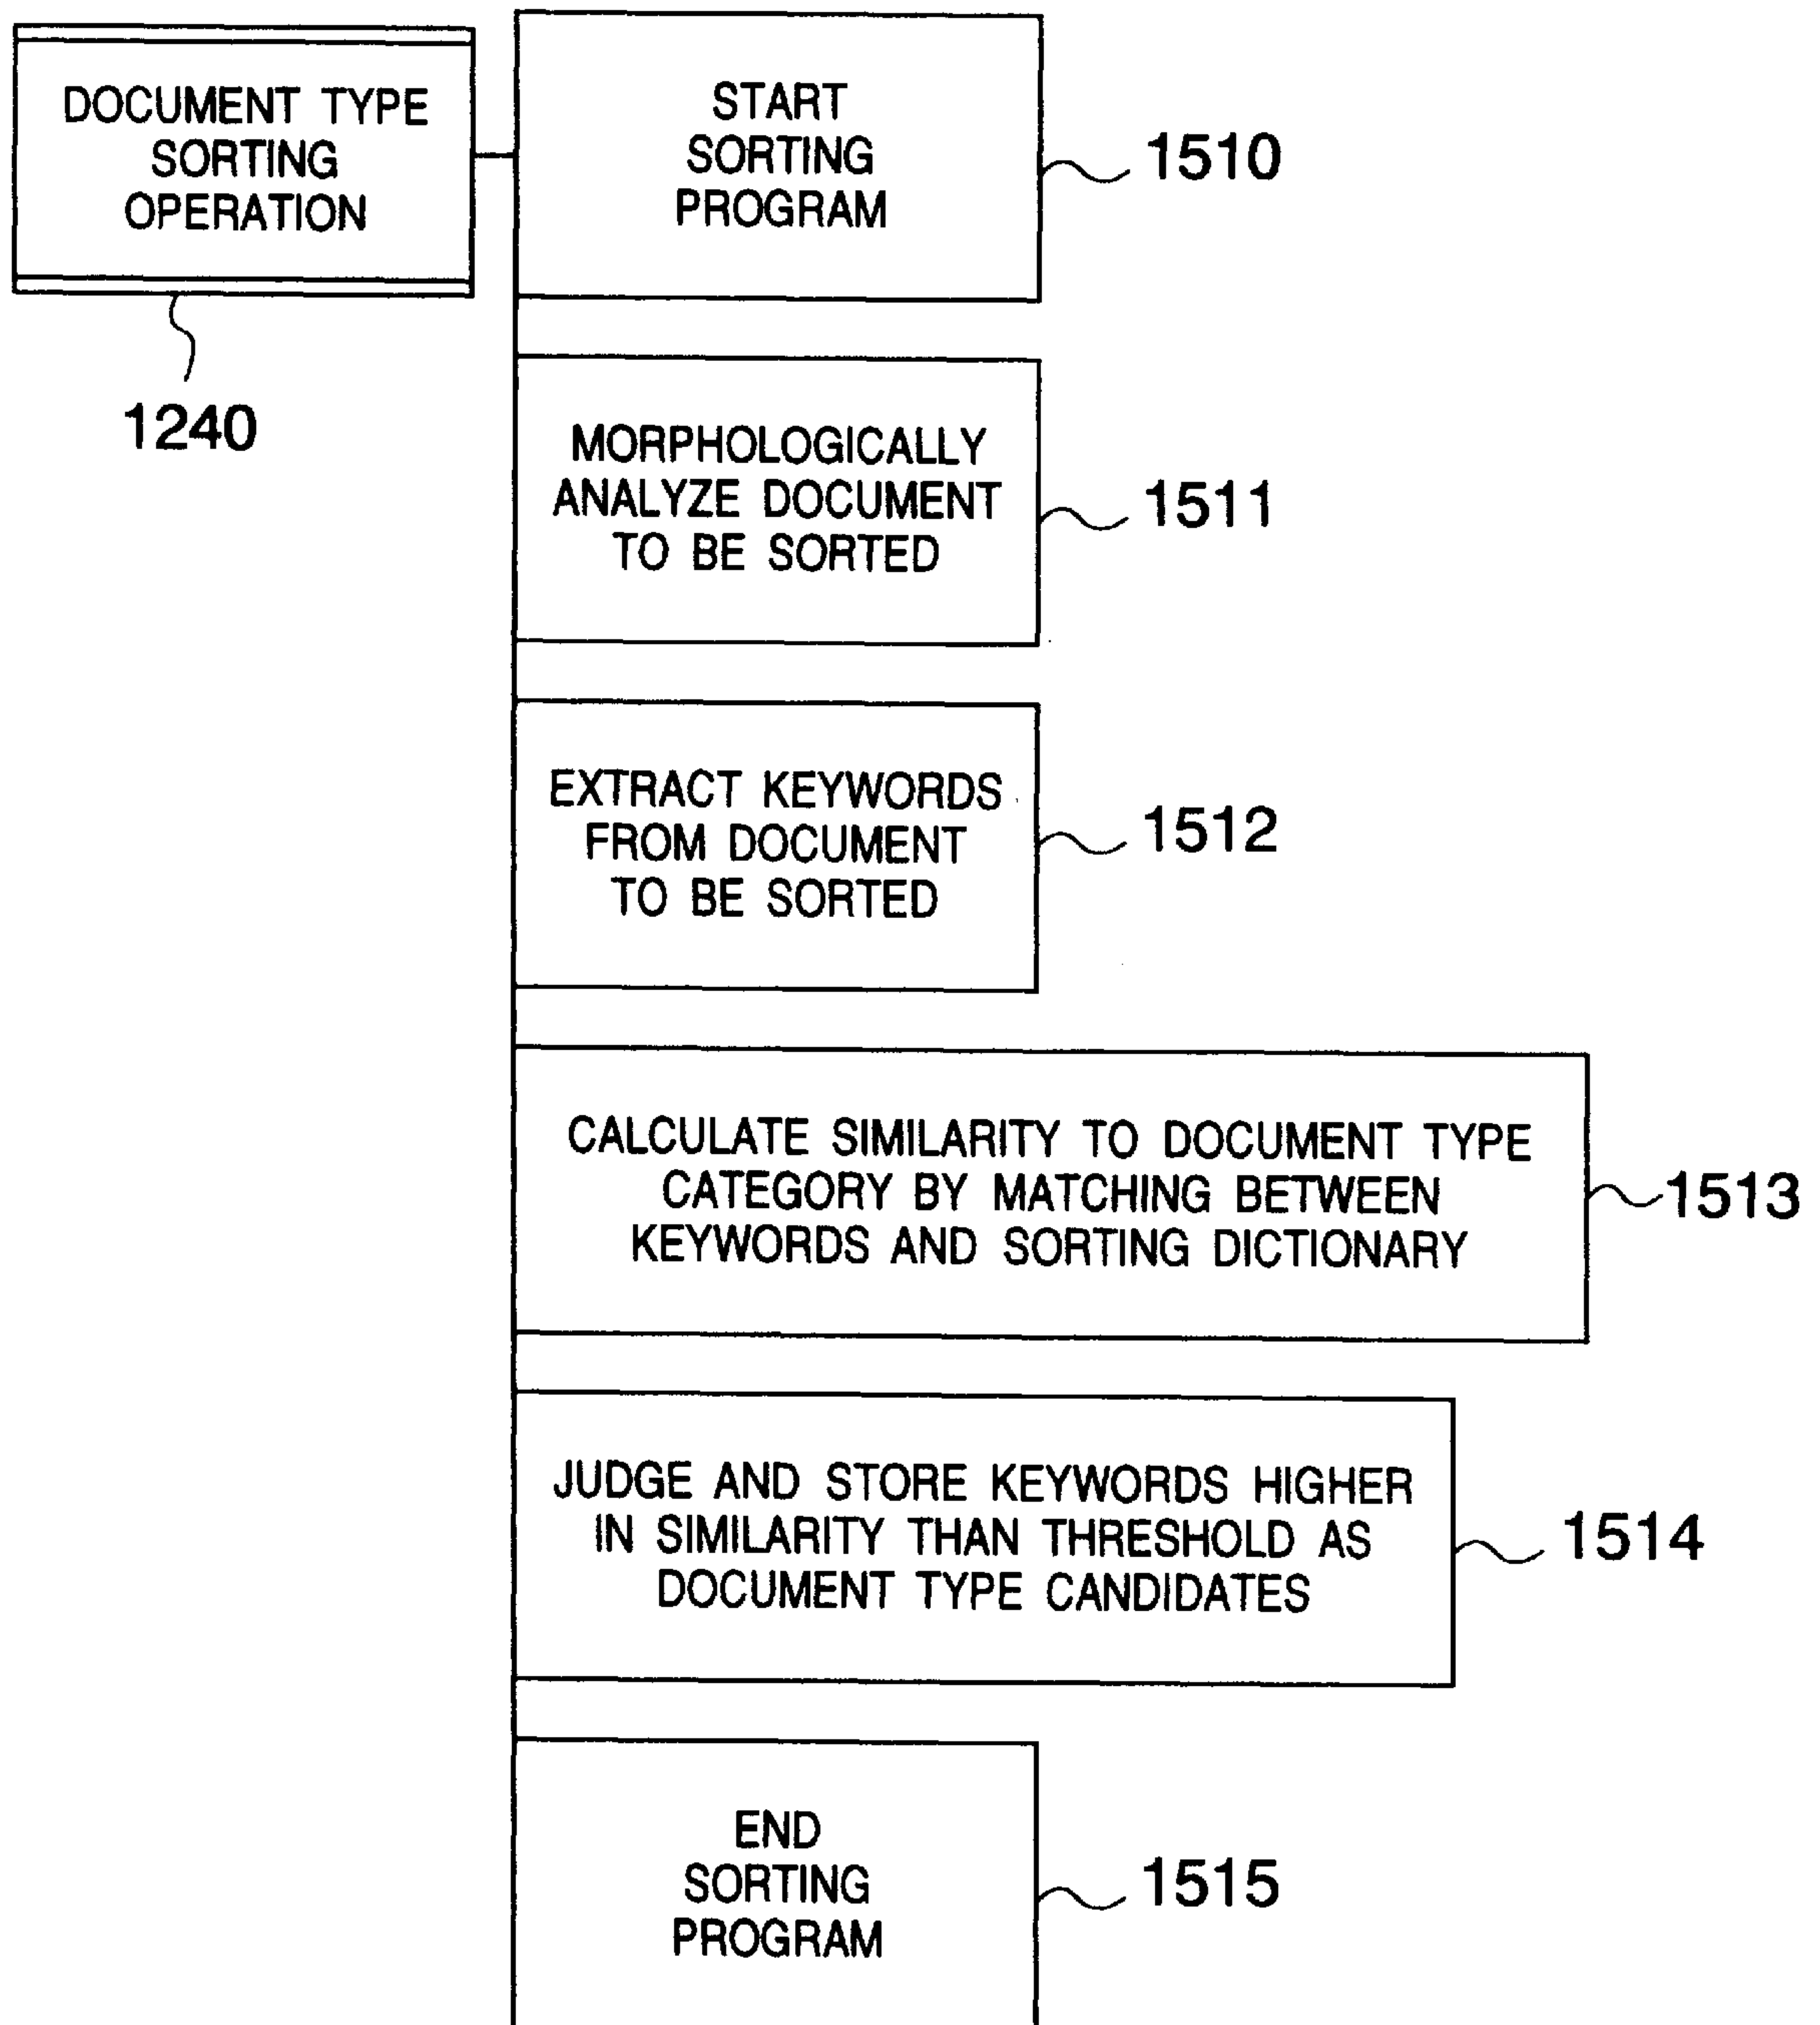 DOCUMENT TYPE
SORTING
OPERATION
1240
START
SORTING
PROGRAM
1510
MORPHOLOGICALLY
ANALYZE DOCUMENT
TO BE SORTED
1511
EXTRACT KEYWORDS
FROM DOCUMENT
TO BE SORTED
1512
CALCULATE SIMILARITY TO DOCUMENT TYPE
CATEGORY BY MATCHING BETWEEN
KEYWORDS AND SORTING DICTIONARY
1513
JUDGE AND STORE KEYWORDS HIGHER
IN SIMILARITY THAN THRESHOLD AS
DOCUMENT TYPE CANDIDATES
1514
END
SORTING
PROGRAM
1515